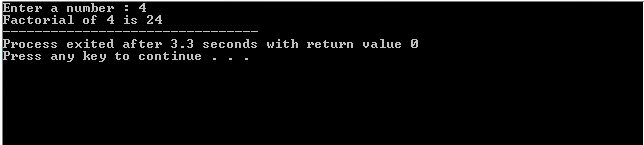 Enter a number : 4
Factorial of 4 is 24
--------------------------------
Process exited after 3.3 seconds with return value 0
Press any key to continue . . .